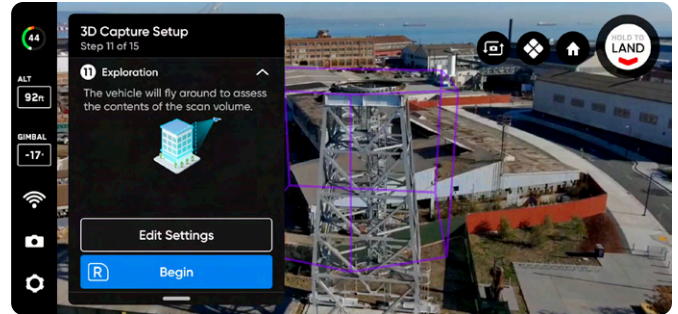 44
ALT
92ft
GIMBAL
-17°
3D Capture Setup
Step 11 of 15
11 Exploration
The vehicle will fly around to assess
the contents of the scan volume.
Edit Settings
R Begin
HOLD TO
LAND